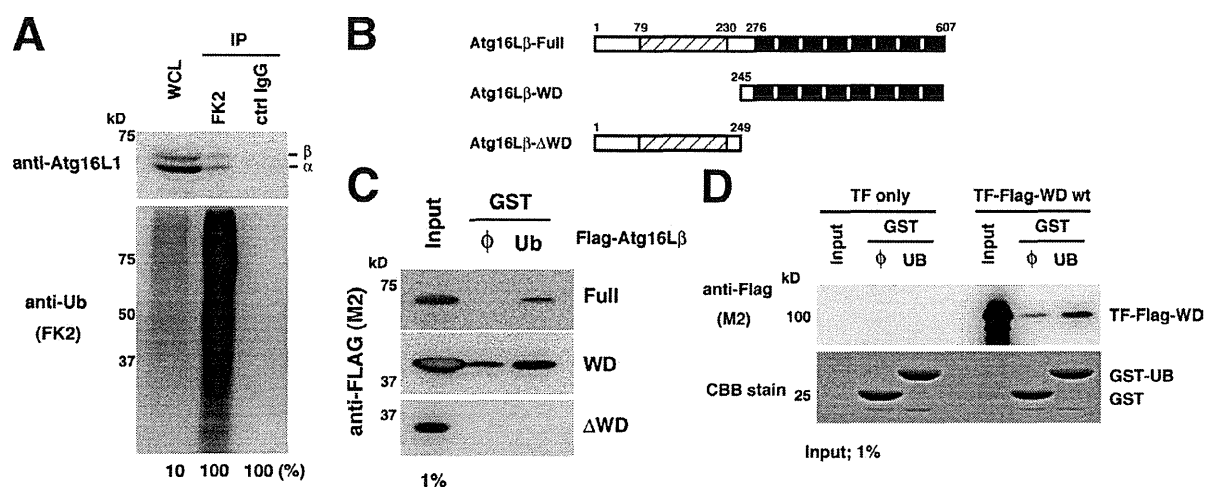 A
IP
WCL
FK2
ctrl IgG
kD
75
anti-Atg16L1
β
α
75
anti-Ub
50
(FK2)
37
10 100 100 (%)
B
1 79 230 276 607
Atg16Lβ-Full
245
Atg16Lβ-WD
1 249
Atg16Lβ-ΔWD
C
GST
Input
ϕ Ub
Flag-Atg16Lβ
kD
anti-FLAG (M2)
75
Full
WD
37
37
ΔWD
1%
D
TF only TF-Flag-WD wt
GST GST
Input ϕ UB Input ϕ UB
kD
anti-Flag
(M2)
100
TF-Flag-WD
GST-UB
CBB stain 25 GST
Input; 1%